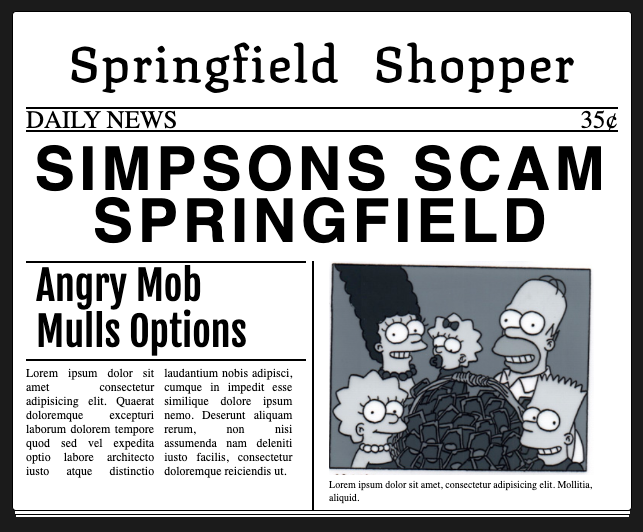 Springfield Shopper
DAILY NEWS 35¢
SIMPSONS SCAM
SPRINGFIELD
Angry Mob
Mulls Options
Lorem ipsum dolor sit
amet consectetur
adipisicing elit. Quaerat
doloremque excepturi
laborum dolorem tempore
quod sed vel expedita
optio labore architecto
iusto atque distinctio
laudantium nobis adipisci,
cumque in impedit esse
similique dolore ipsum
nemo. Deserunt aliquam
rerum, non nisi
assumenda nam deleniti
iusto facilis, consectetur
doloremque reiciendis ut.
Lorem ipsum dolor sit amet, consectetur adipisicing elit. Mollitia,
aliquid.